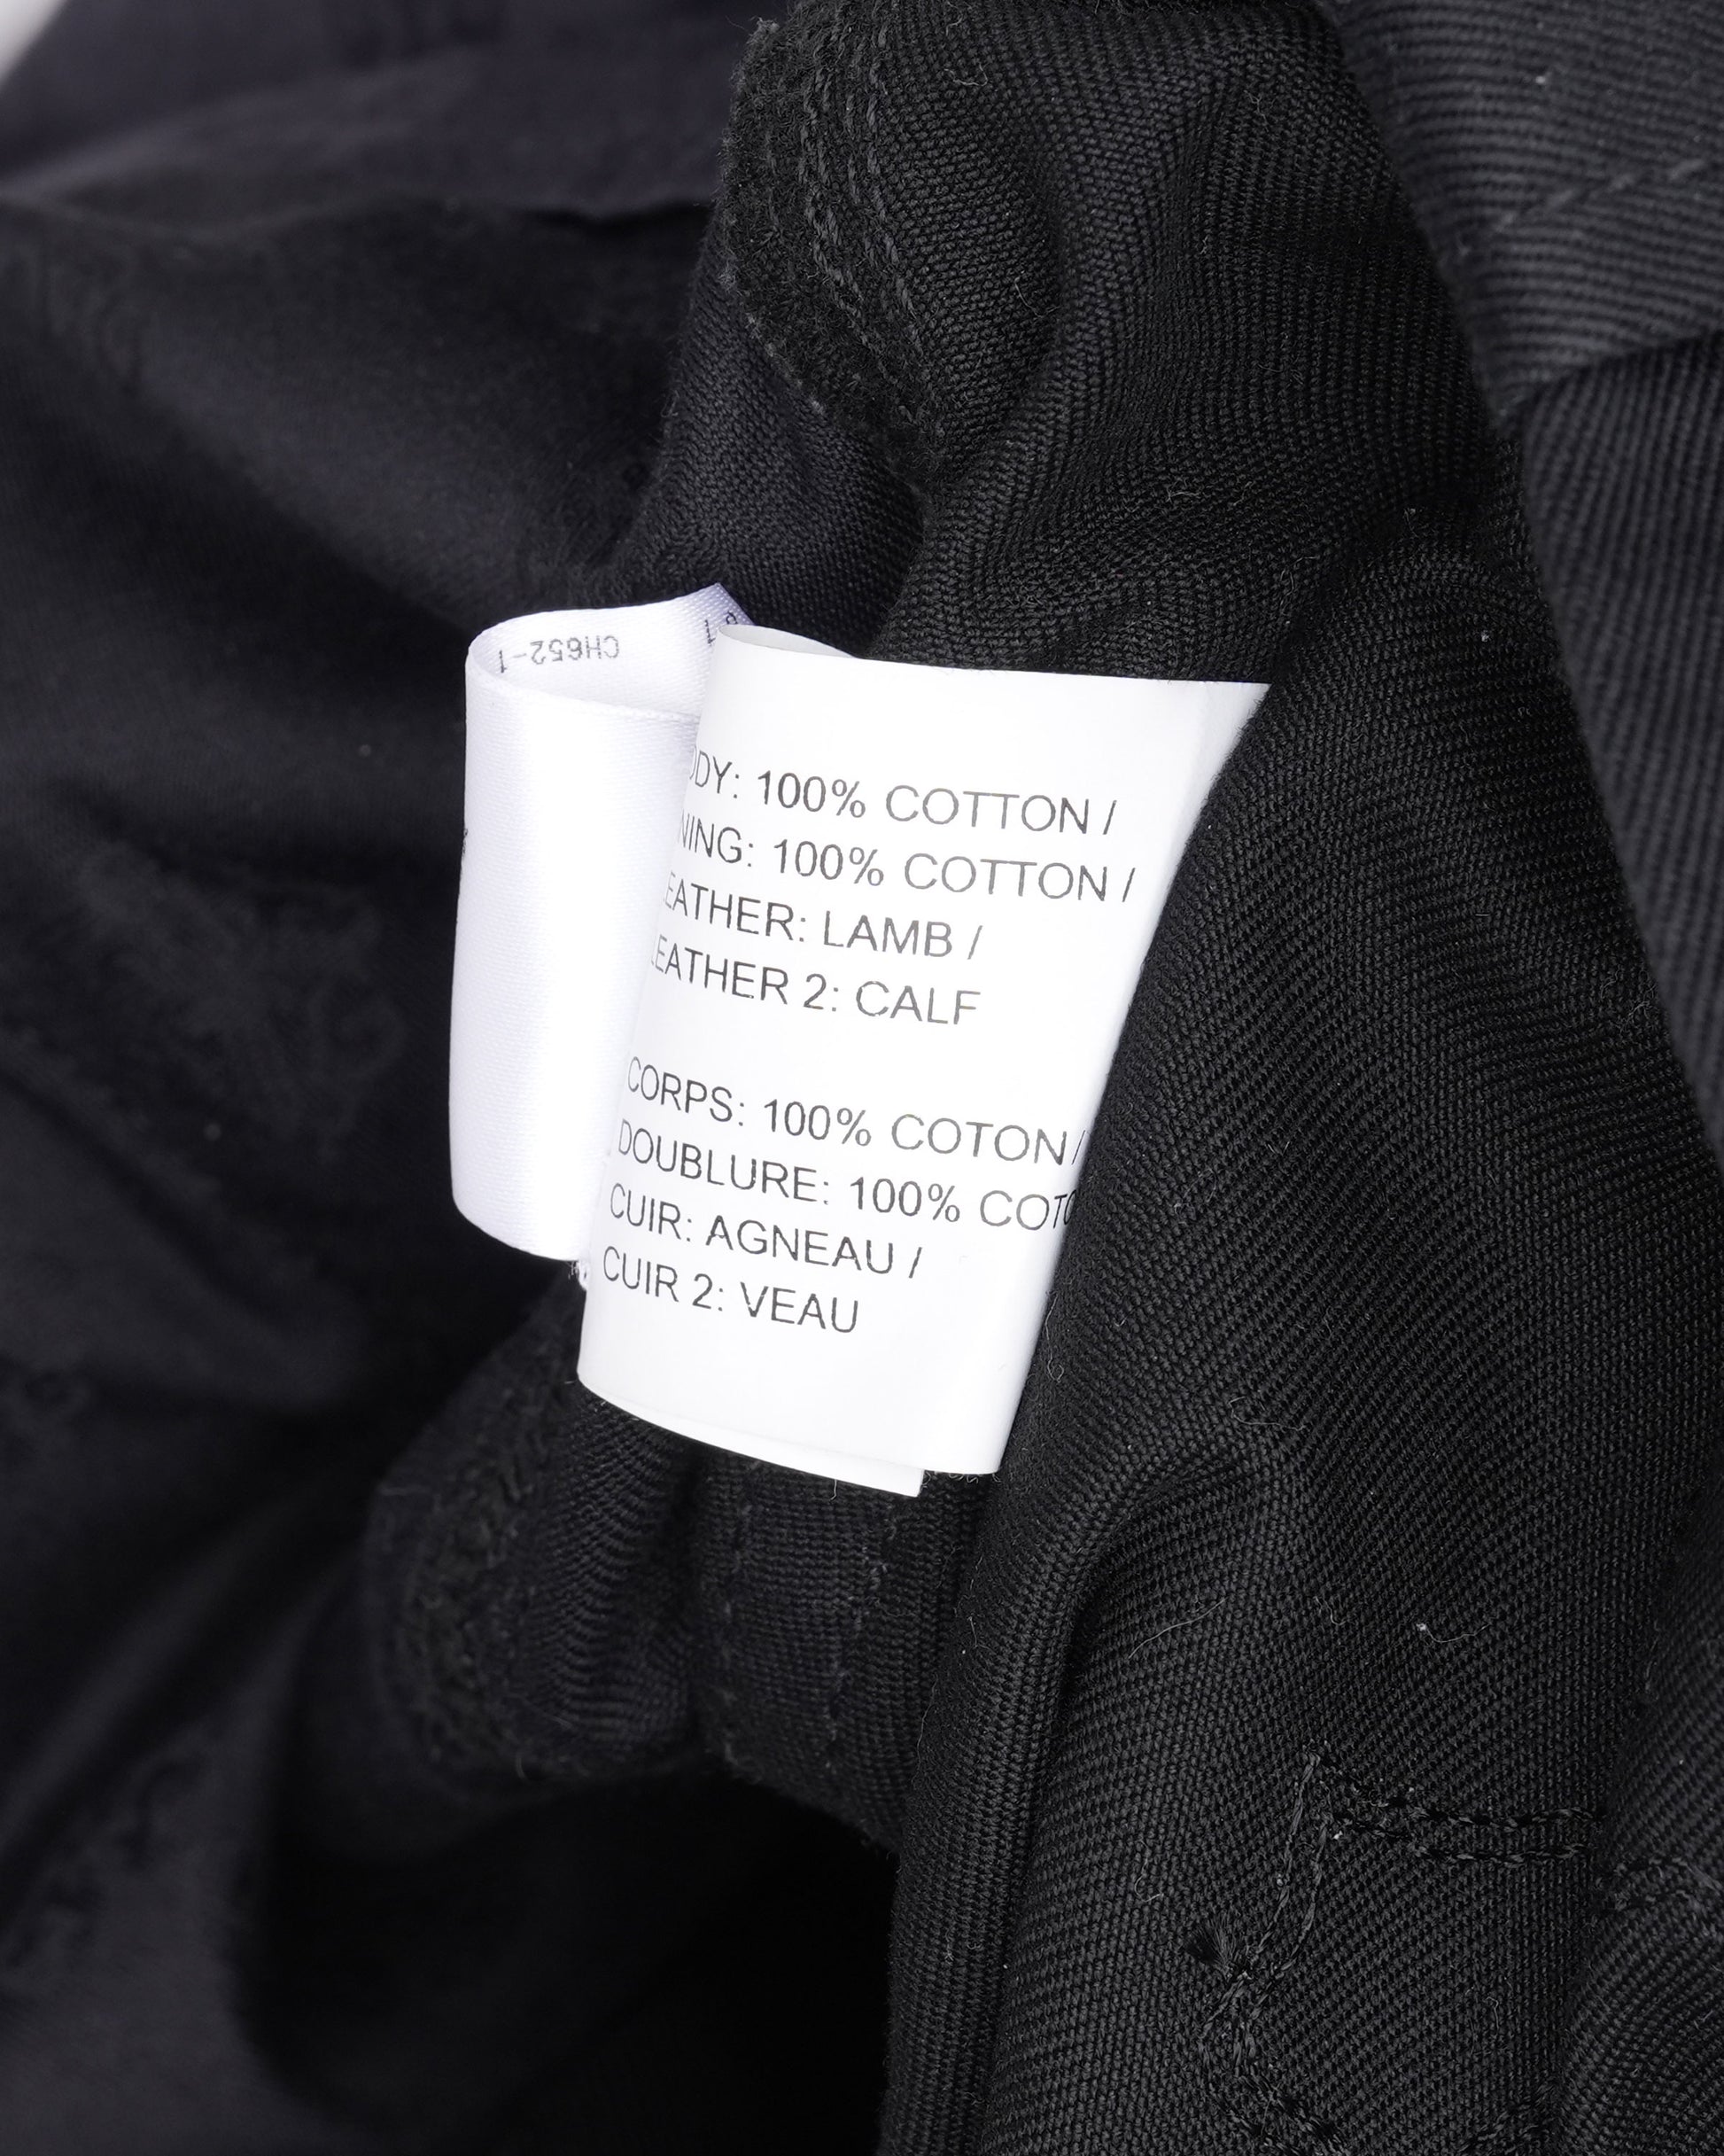 CH652-1
ODY: 100% COTTON /
NING: 100% COTTON /
EATHER: LAMB /
LEATHER 2: CALF
CORPS: 100% COTON /
DOUBLURE: 100% COTO
CUIR: AGNEAU /
CUIR 2: VEAU